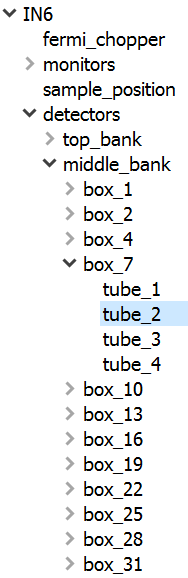 IN6
fermi_chopper
monitors
sample_position
detectors
top_bank
middle_bank
box_1
box_2
box_4
box_7
tube_1
tube_2
tube_3
tube_4
box_10
box_13
box_16
box_19
box_22
box_25
box_28
box_31